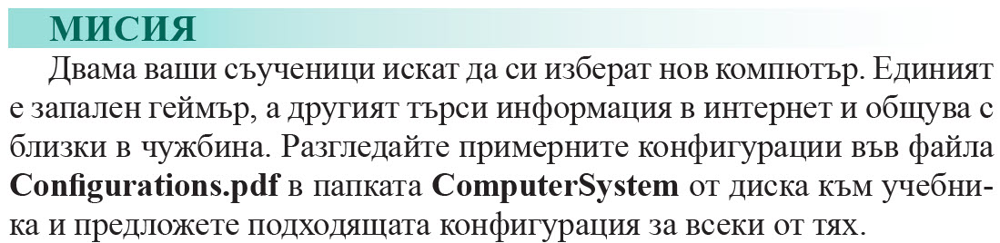 МИСИЯ
Двама ваши съученици искат да си изберат нов компютър. Единият
е запален геймър, а другият търси информация в интернет и общува с
близки в чужбина. Разгледайте примерните конфигурации във файла
Configurations.pdf в папката ComputerSystem от диска към учебни-
ка и предложете подходящата конфигурация за всеки от тях.